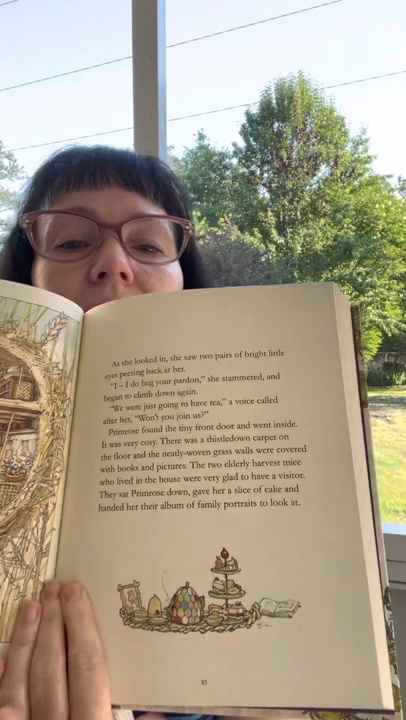 As she looked in, she saw two pairs of bright little
eyes peering back at her.
“I – I do beg your pardon,” she stammered, and
began to climb down again.
“We were just going to have tea,” a voice called
after her, “Won’t you join us?”
Primrose found the tiny front door and went inside.
It was very cosy. There was a thistledown carpet on
the floor and the neatly-woven grass walls were covered
with books and pictures. The two elderly harvest mice
who lived in the house were very glad to have a visitor.
They sat Primrose down, gave her a slice of cake and
handed her their album of family portraits to look at.